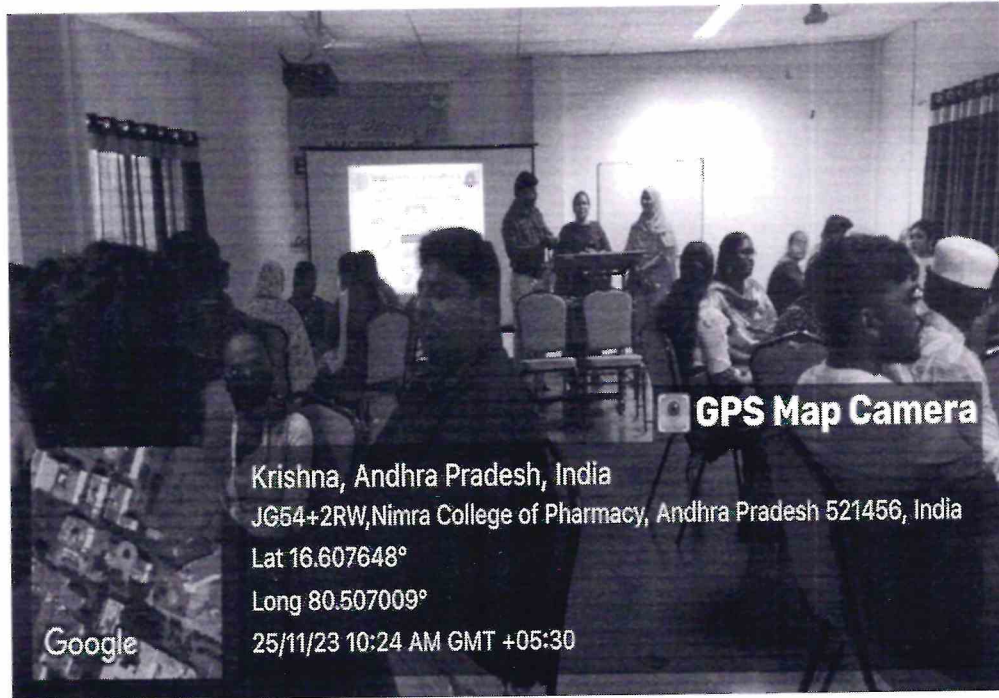 GPS Map Camera
Krishna, Andhra Pradesh, India
JG54+2RW,Nimra College of Pharmacy, Andhra Pradesh 521456, India
Lat 16.607648°
Long 80.507009°
25/11/23 10:24 AM GMT +05:30
Google